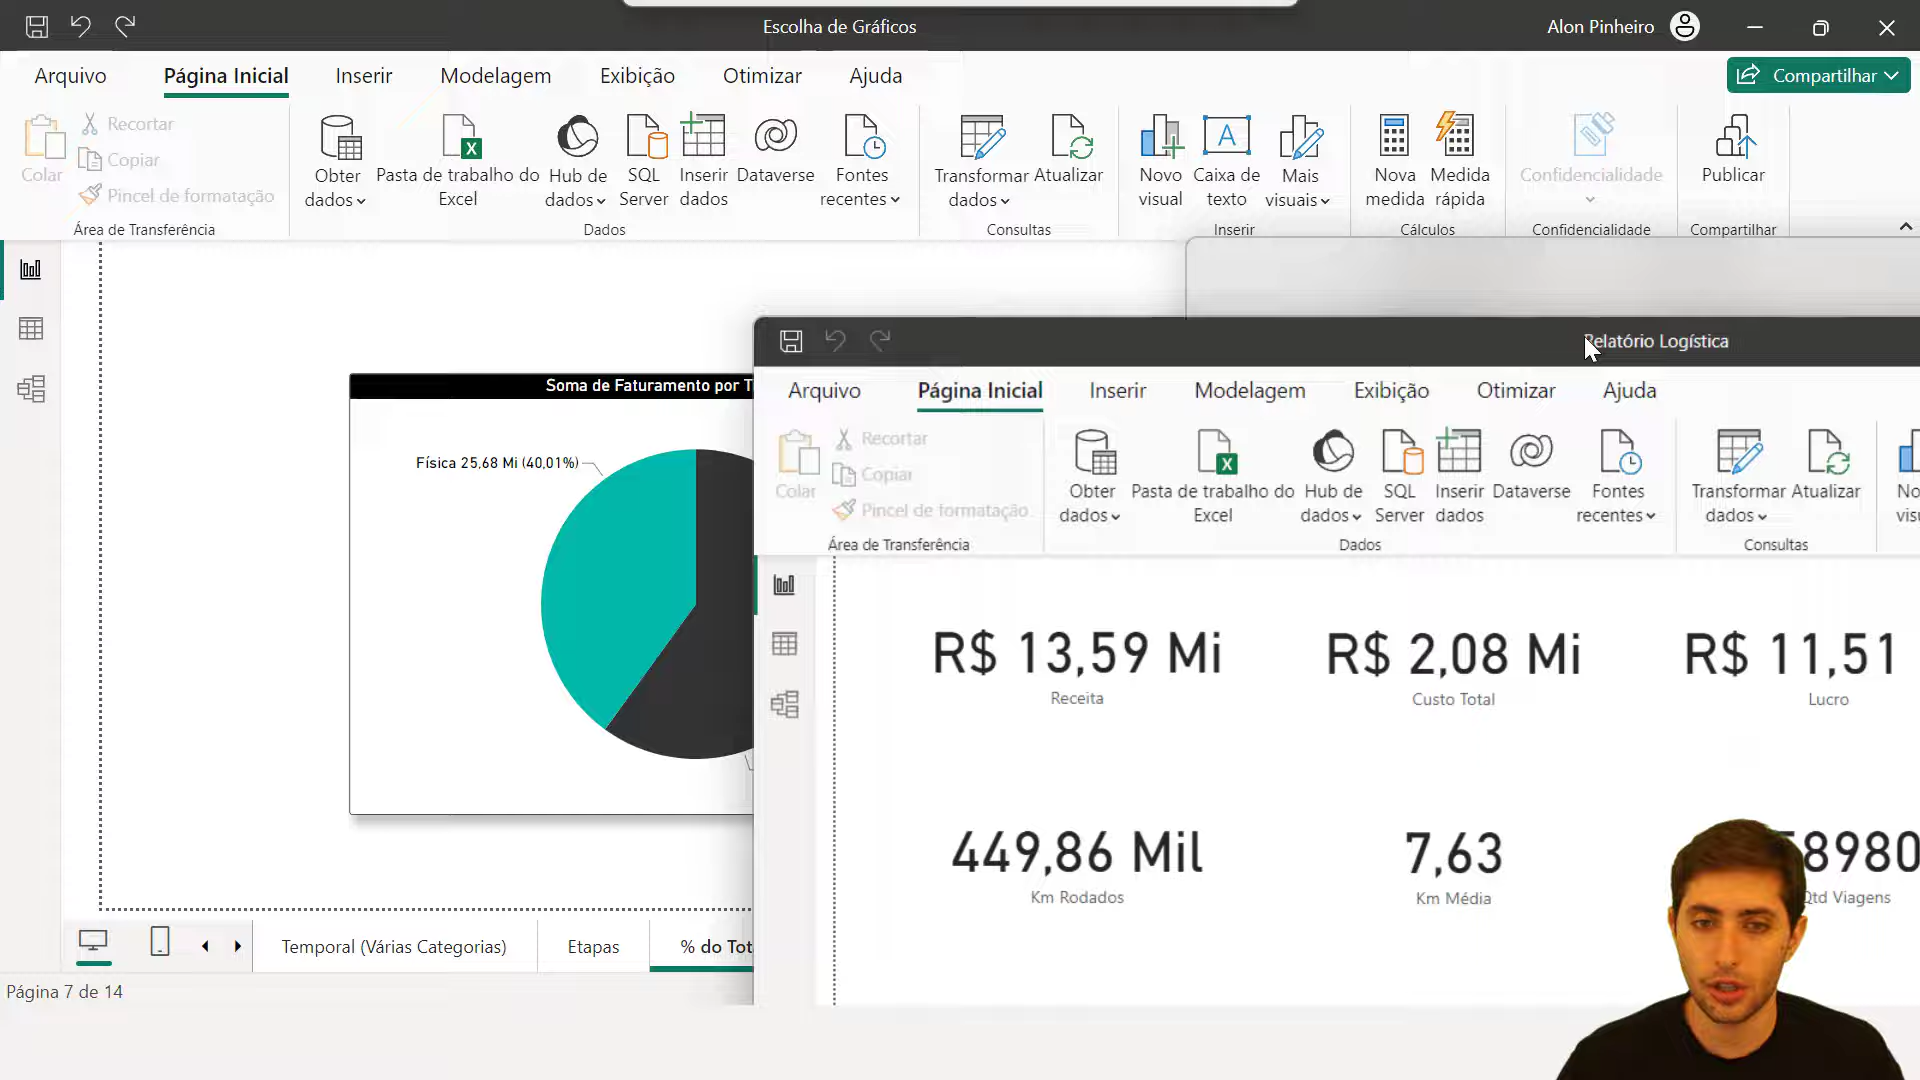 Escolha de Gráficos
Alon Pinheiro
Arquivo
Página Inicial
Inserir
Modelagem
Exibição
Otimizar
Ajuda
Compartilhar
Colar
Recortar
Copiar
Pincel de formatação
Área de Transferência
Obter
dados
Pasta de trabalho do
Excel
Hub de
dados
SQL
Server
Inserir
dados
Dataverse
Fontes
recentes
Dados
Transformar
dados
Atualizar
Consultas
Novo
visual
Caixa de
texto
Mais
visuais
Inserir
Nova
medida
Medida
rápida
Cálculos
Confidencialidade
Confidencialidade
Publicar
Compartilhar
Soma de Faturamento por T
Física 25,68 Mi (40,01%)
Temporal (Várias Categorias)
Etapas
% do Tot
Página 7 de 14
Relatório Logística
Arquivo
Página Inicial
Inserir
Modelagem
Exibição
Otimizar
Ajuda
Colar
Recortar
Copiar
Pincel de formatação
Área de Transferência
Obter
dados
Pasta de trabalho do
Excel
Hub de
dados
SQL
Server
Inserir
dados
Dataverse
Fontes
recentes
Dados
Transformar
dados
Atualizar
Consultas
No
visu
R$ 13,59 Mi
Receita
R$ 2,08 Mi
Custo Total
R$ 11,51
Lucro
449,86 Mil
Km Rodados
7,63
Km Média
8980
Qtd Viagens